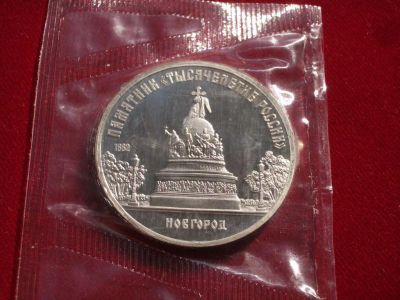 ПАМЯТНИК «ТЫСЯЧЕЛЕТИЕ РОССИИ»
1862
НОВГОРОД